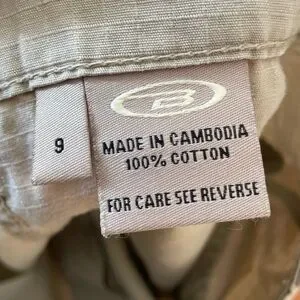 B
9
MADE IN CAMBODIA
100% COTTON
FOR CARE SEE REVERSE